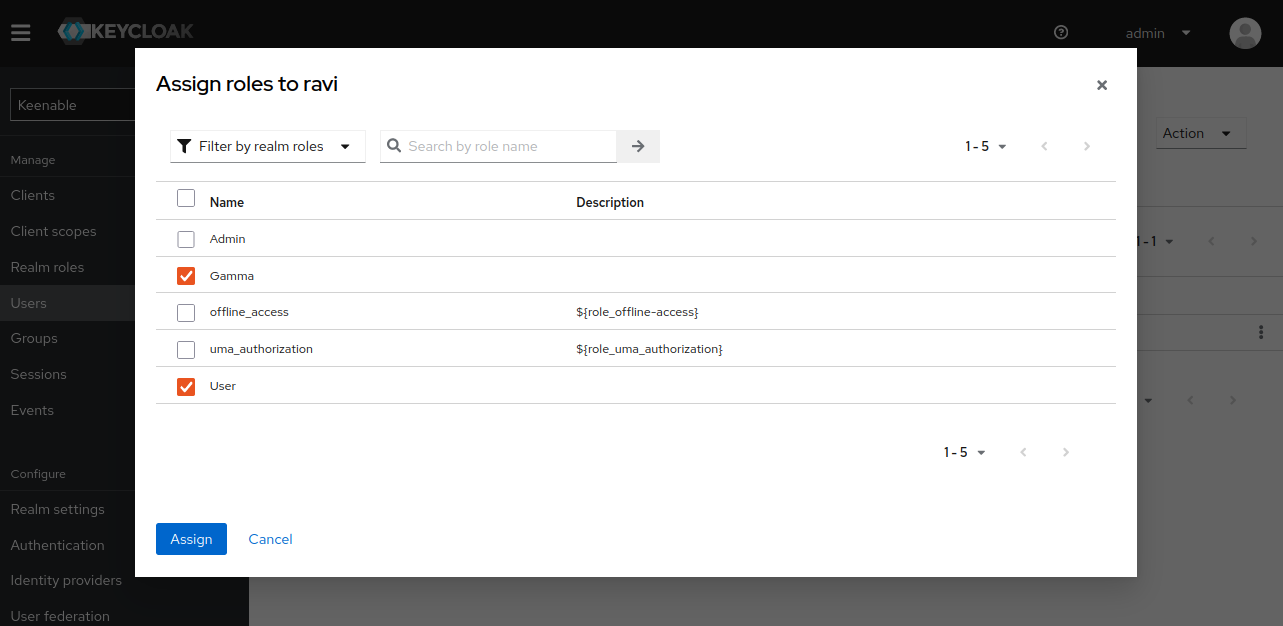 KEYCLOAK
admin
Keenable
Manage
Clients
Client scopes
Realm roles
Users
Groups
Sessions
Events
Configure
Realm settings
Authentication
Identity providers
User federation
Action
1 - 1
Assign roles to ravi
Filter by realm roles
Search by role name
1 - 5
Name Description
Admin
Gamma
offline_access ${role_offline-access}
uma_authorization ${role_uma_authorization}
User
1 - 5
Assign Cancel